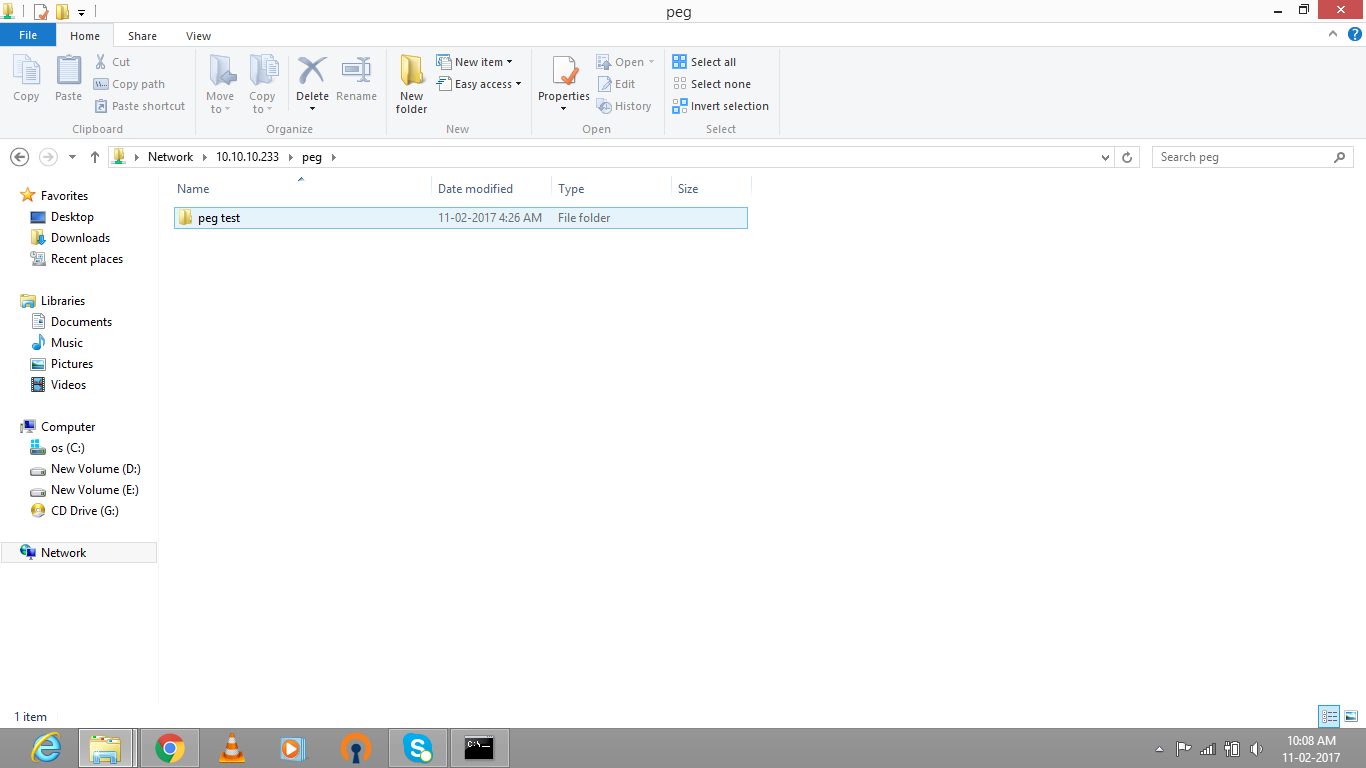 peg
File Home Share View
Copy
Paste
Cut
Copy path
Paste shortcut
Clipboard
Move to
Copy to
Delete
Rename
Organize
New folder
New item
Easy access
New
Properties
Open
Edit
History
Open
Select all
Select none
Invert selection
Select
Network 10.10.10.233 peg
Search peg
Name Date modified Type Size
peg test 11-02-2017 4:26 AM File folder
Favorites
Desktop
Downloads
Recent places
Libraries
Documents
Music
Pictures
Videos
Computer
os (C:)
New Volume (D:)
New Volume (E:)
CD Drive (G:)
Network
1 item
C:\_
10:08 AM
11-02-2017